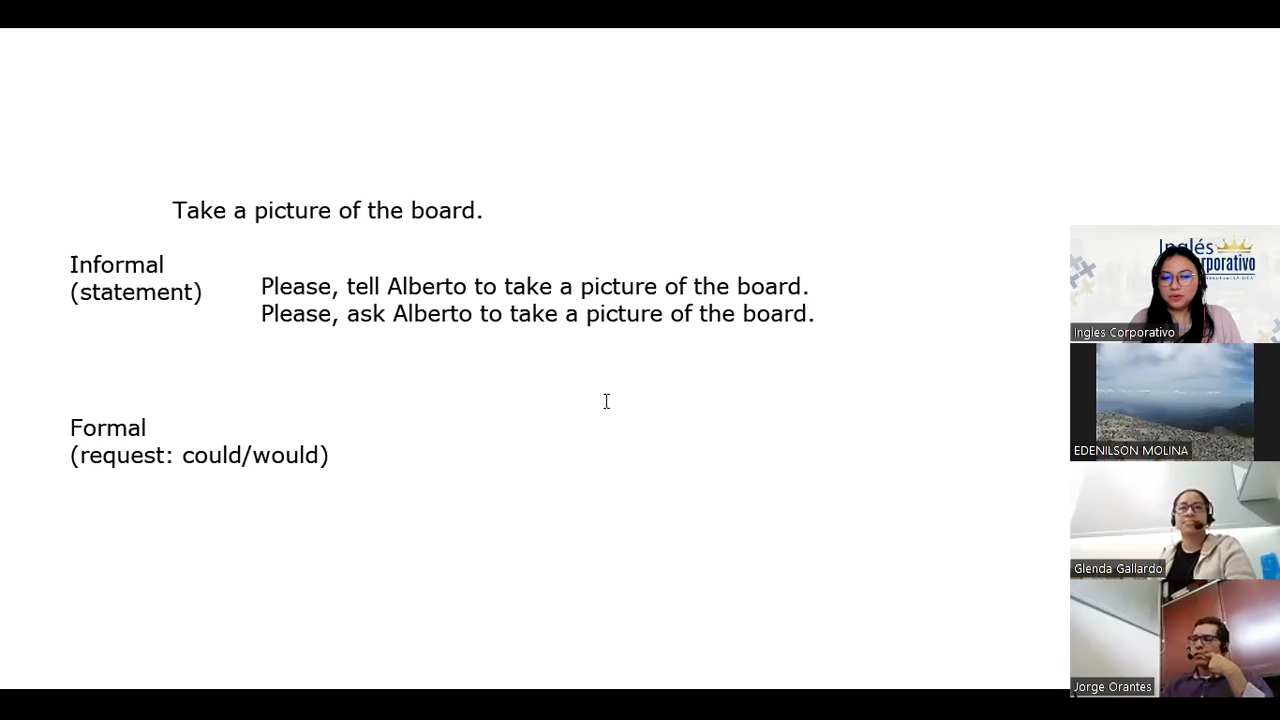 Take a picture of the board.
Informal
(statement)
Please, tell Alberto to take a picture of the board.
Please, ask Alberto to take a picture of the board.
Formal
(request: could/would)
Inglés
rporativo
Ingles Corporativo
EDENILSON MOLINA
Glenda Gallardo
Jorge Orantes